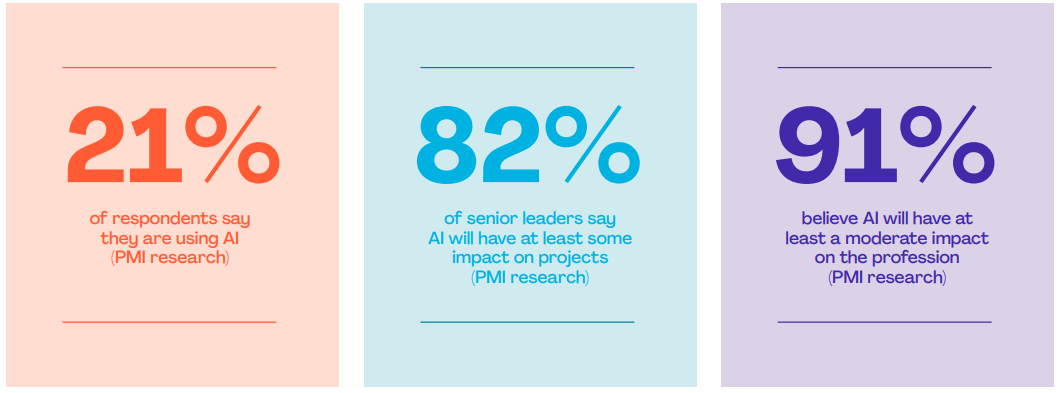 21%
of respondents say
they are using AI
(PMI research)
82%
of senior leaders say
AI will have at least some
impact on projects
(PMI research)
91%
believe AI will have at
least a moderate impact
on the profession
(PMI research)